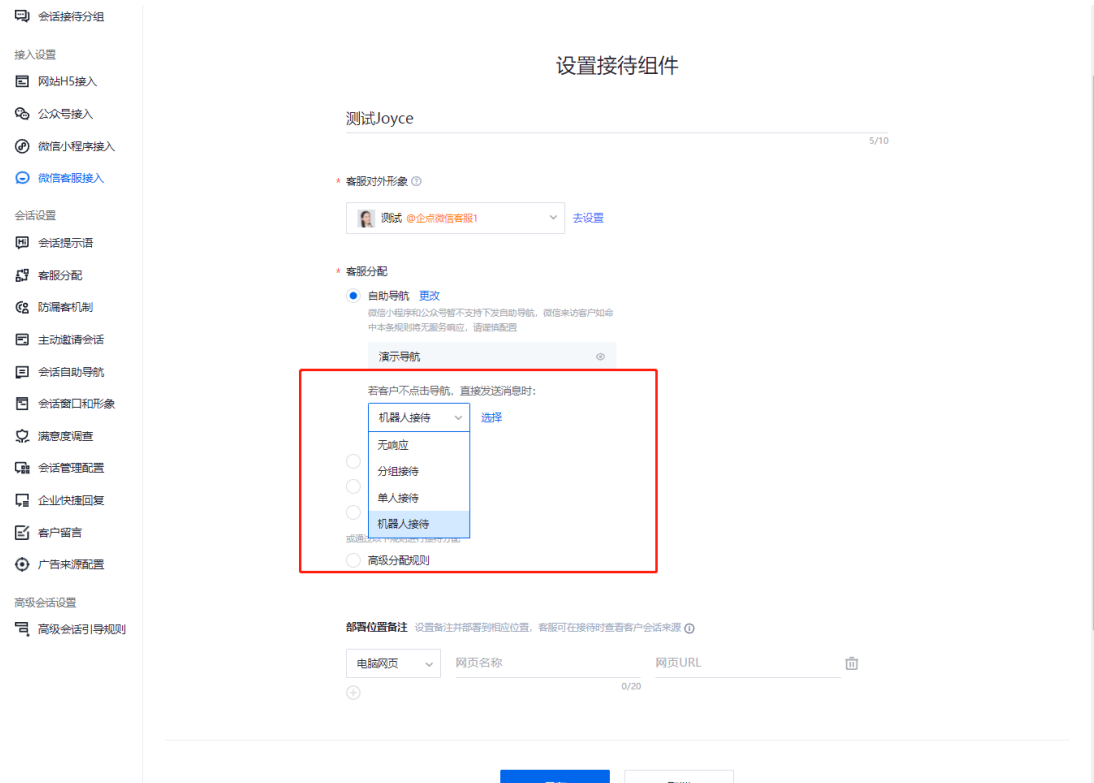 会话接待分组
接入设置
网站H5接入
公众号接入
微信小程序接入
微信客服接入
会话设置
会话提示语
客服分配
防漏客机制
主动邀请会话
会话自助导航
会话窗口和形象
满意度调查
会话管理配置
企业快捷回复
客户留言
广告来源配置
高级会话设置
高级会话引导规则
设置接待组件
测试Joyce
5/10
* 客服对外形象
测试 @企点微信客服1 去设置
* 客服分配
自助导航 更改
微信小程序和公众号暂不支持下发自助导航，微信来访客户如命
中本条规则将无服务响应，请谨慎配置
演示导航
若客户不点击导航，直接发送消息时：
机器人接待 选择
无响应
分组接待
单人接待
机器人接待
高级分配规则
部署位置备注 设置备注并部署到相应位置，客服可在接待时查看客户会话来源
电脑网页 网页名称 网页URL
0/20